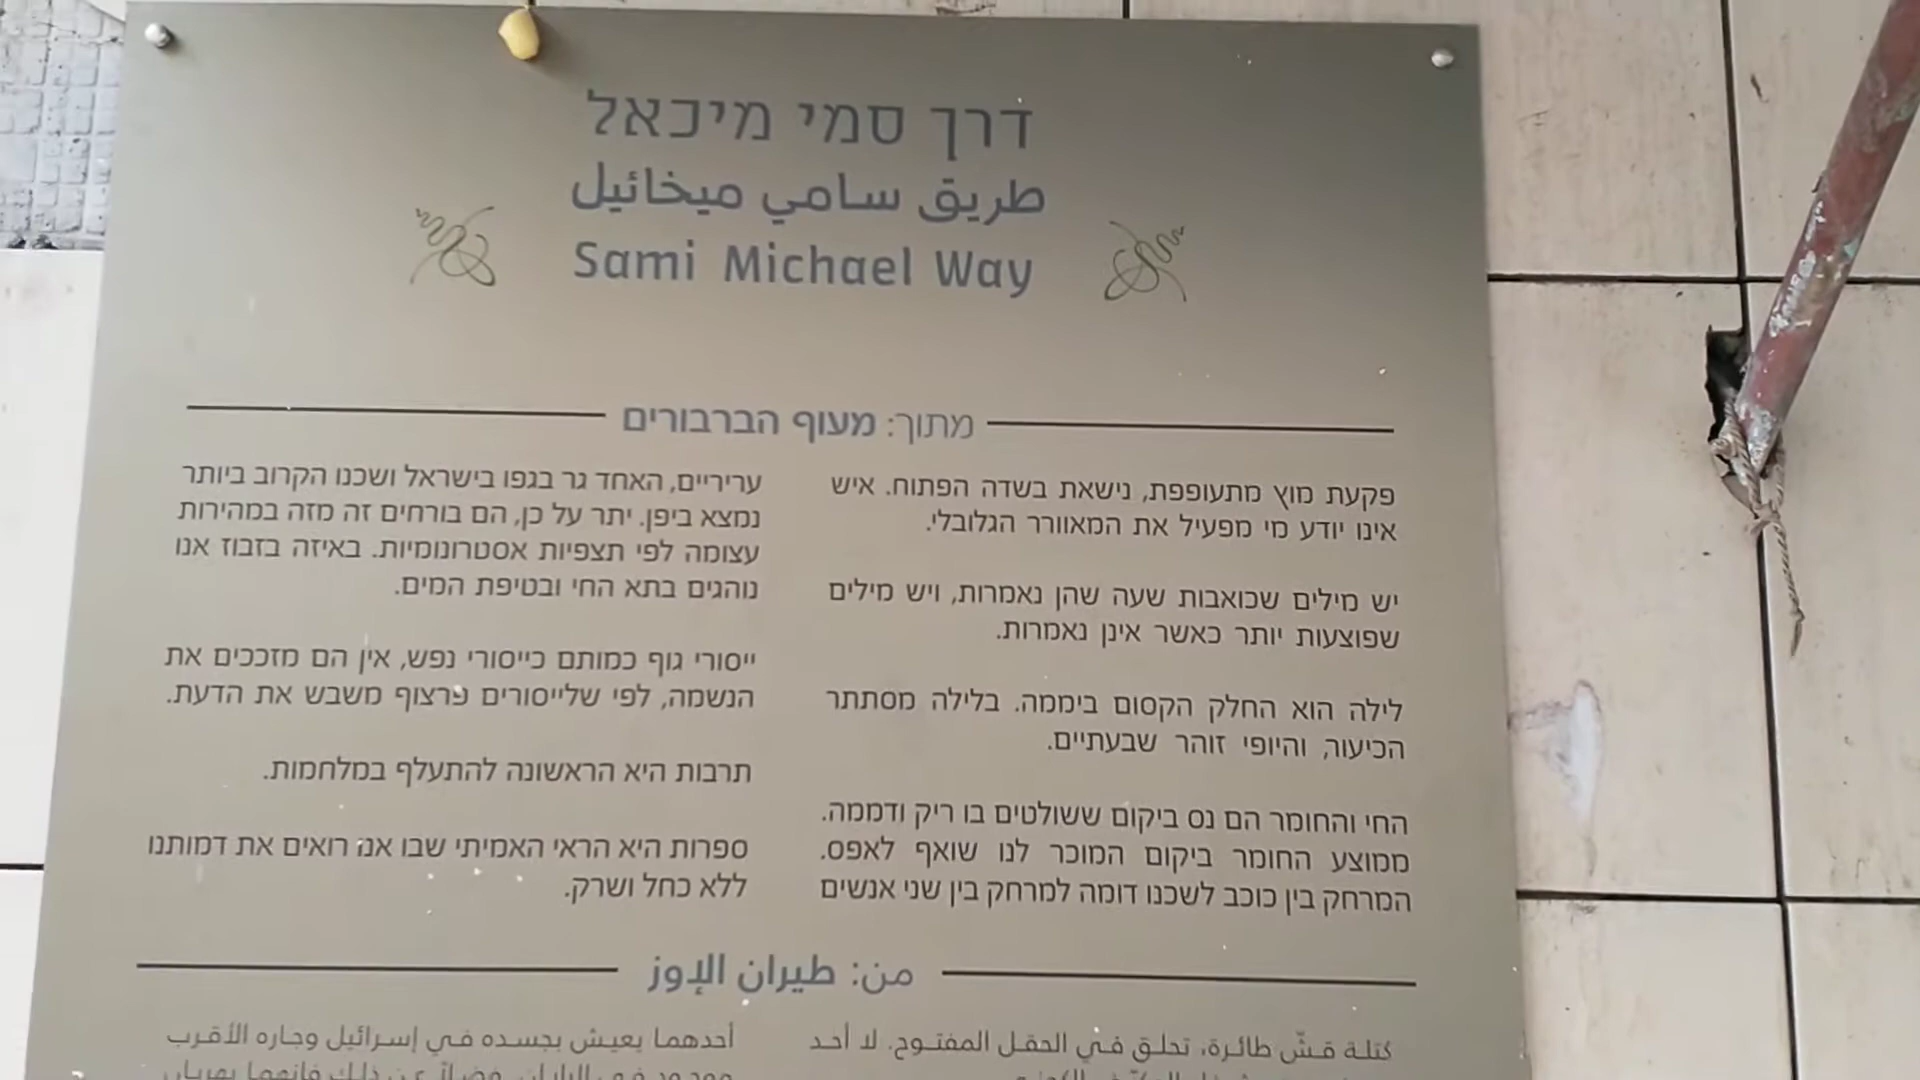 דרך סמי מיכאל
طريق سامي ميخائيل
Sami Michael Way
מתוך: מעוף הברבורים
פקעת מוץ מתעופפת, נישאת בשדה הפתוח. איש
אינו יודע מי מפעיל את המאוורר הגלובלי.
יש מילים שכואבות שעה שהן נאמרות, ויש מילים
שפוצעות יותר כאשר אינן נאמרות.
לילה הוא החלק הקסום ביממה. בלילה מסתתר
הכיעור, והיופי זוהר שבעתיים.
החי והחומר הם נס ביקום ששולטים בו ריק ודממה.
ממוצע החומר ביקום המוכר לנו שואף לאפס.
המרחק בין כוכב לשכנו דומה למרחק בין שני אנשים
ערירים, האחד גר בגפו בישראל ושכנו הקרוב ביותר
נמצא ביפן. יתר על כן, הם בורחים זה מזה במהירות
עצומה לפי תצפיות אסטרונומיות. באיזה בזבוז אנו
נוהגים בתא החי ובטיפת המים.
ייסורי גוף כמותם כייסורי נפש, אין הם מזככים את
הנשמה, לפי שלייסורים פרצוף משבש את הדעת.
תרבות היא הראשונה להתעלף במלחמות.
ספרות היא הראי האמיתי שבו אנו רואים את דמותנו
ללא כחל ושרק.
من: طيران الإوز
كتلة قشّ طائرة، تحلق في الحقل المفتوح. لا أحد
أحدهما يعيش بجسده في إسرائيل وجاره الأقرب